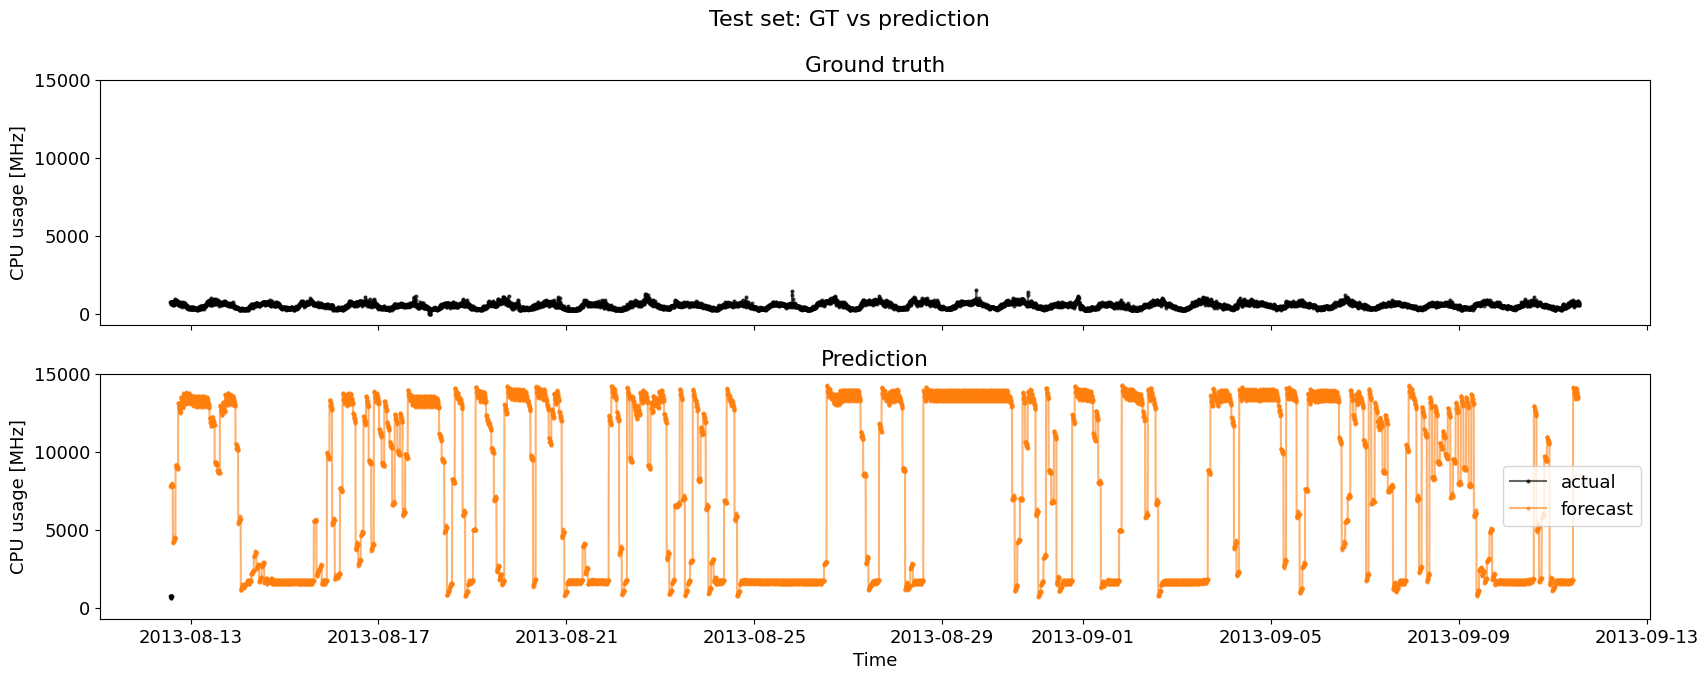 Test set: GT vs prediction
Ground truth
15000
10000
5000
0
CPU usage [MHz]
Prediction
15000
10000
5000
0
CPU usage [MHz]
actual
forecast
2013-08-13 2013-08-17 2013-08-21 2013-08-25 2013-08-29 2013-09-01 2013-09-05 2013-09-09 2013-09-13
Time